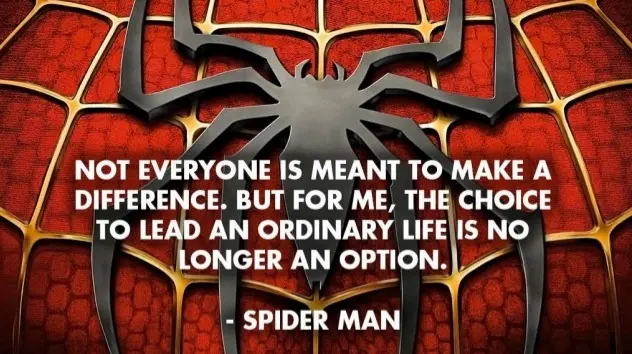 NOT EVERYONE IS MEANT TO MAKE A
DIFFERENCE. BUT FOR ME, THE CHOICE
TO LEAD AN ORDINARY LIFE IS NO
LONGER AN OPTION.
- SPIDER MAN